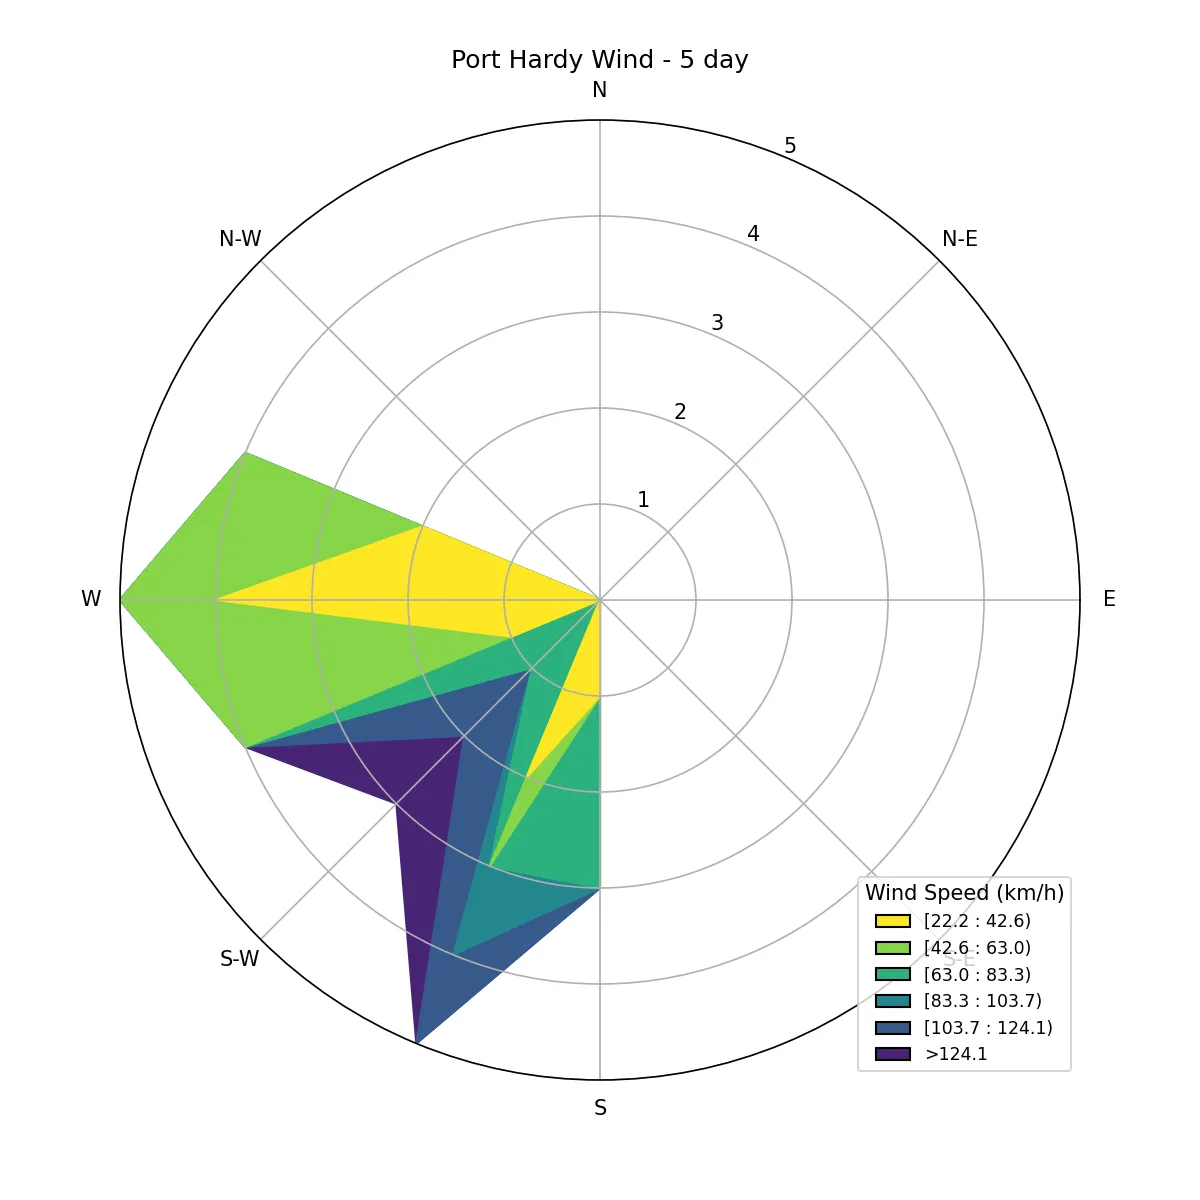 Port Hardy Wind - 5 day
N
5
N-W
4
N-E
3
2
1
W
E
S-W
S-E
S
Wind Speed (km/h)
[22.2 : 42.6)
[42.6 : 63.0)
[63.0 : 83.3)
[83.3 : 103.7)
[103.7 : 124.1)
>124.1